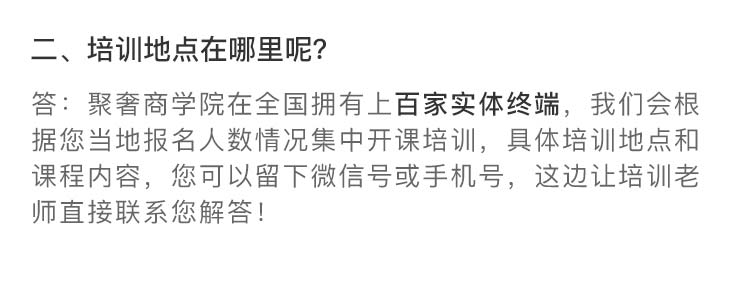 二、培训地点在哪里呢？
答：聚奢商学院在全国拥有上百家实体终端，我们会根
据您当地报名人数情况集中开课培训，具体培训地点和
课程内容，您可以留下微信号或手机号，这边让培训老
师直接联系您解答！